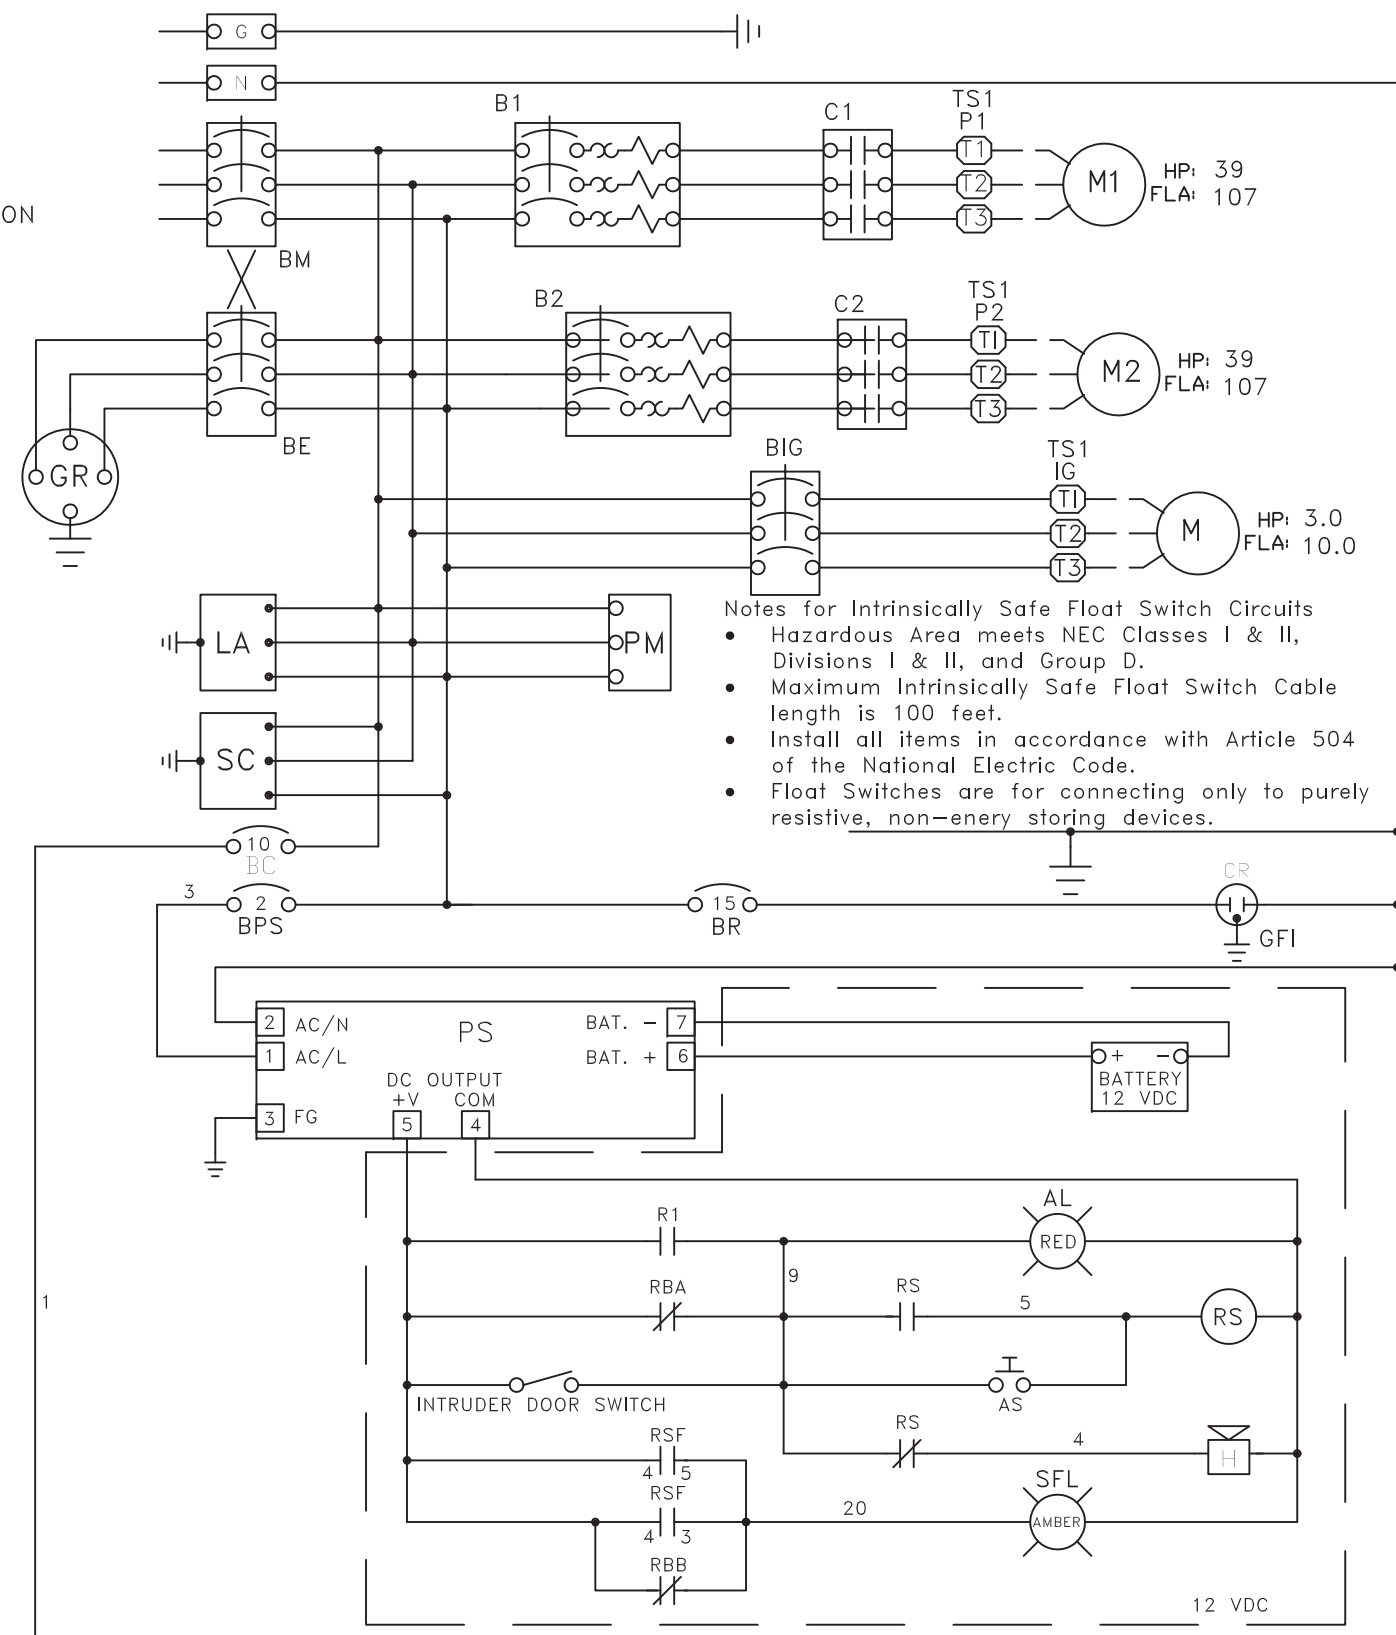 G
N
ON
BM
B1
C1
TS1
P1
T1
T2
T3
M1
HP: 39
FLA: 107
BE
GR
B2
C2
TS1
P2
T1
T2
T3
M2
HP: 39
FLA: 107
BIG
TS1
IG
T1
T2
T3
M
HP: 3.0
FLA: 10.0
LA
PM
SC
Notes for Intrinsically Safe Float Switch Circuits
• Hazardous Area meets NEC Classes I & II,
Divisions I & II, and Group D.
• Maximum Intrinsically Safe Float Switch Cable
length is 100 feet.
• Install all items in accordance with Article 504
of the National Electric Code.
• Float Switches are for connecting only to purely
resistive, non-enery storing devices.
10
BC
3
2
BPS
15
BR
CR
GFI
2 AC/N
PS
BAT. - 7
1 AC/L
BAT. + 6
+ -
BATTERY
12 VDC
DC OUTPUT
+V COM
3 FG
5 4
R1
AL
RED
9
RBA
RS
5
RS
INTRUDER DOOR SWITCH
AS
RS
4
H
RSF
4 5
RSF
4 3
20
SFL
AMBER
RBB
12 VDC
1